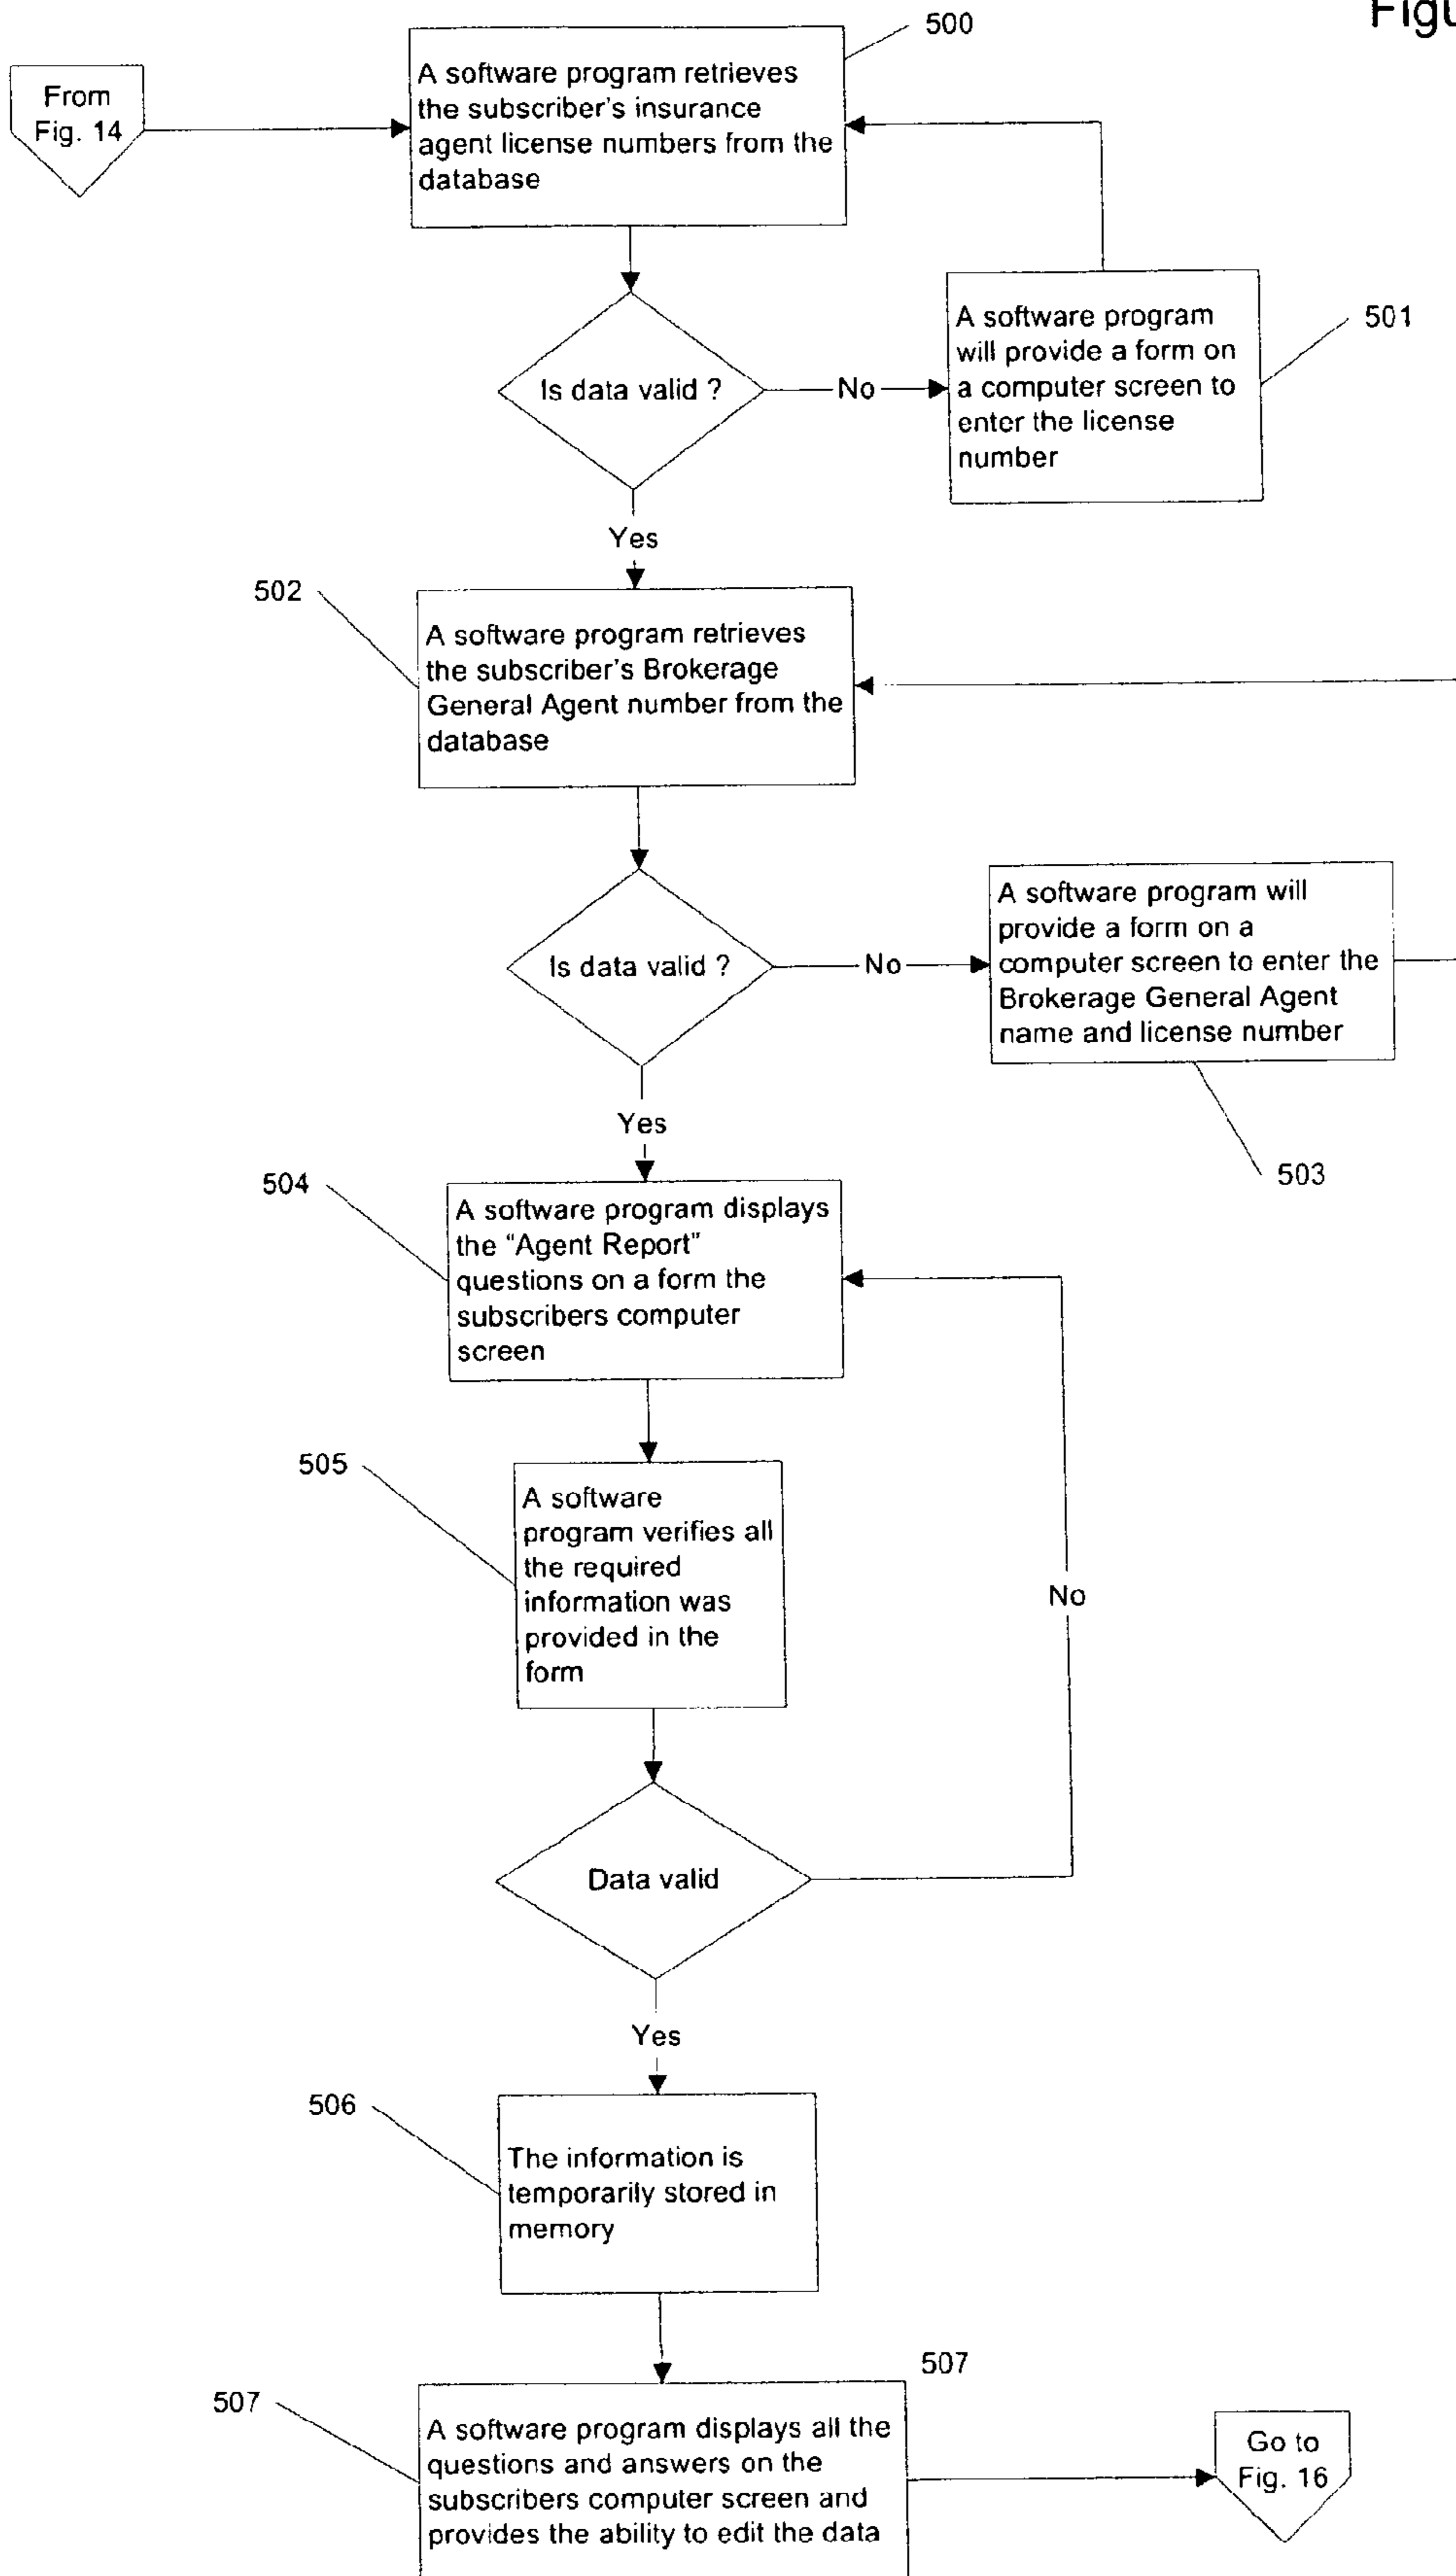 Figu
500
From
Fig. 14
A software program retrieves
the subscriber's insurance
agent license numbers from the
database
501
A software program
will provide a form on
a computer screen to
enter the license
number
Is data valid ?
No
Yes
502
A software program retrieves
the subscriber's Brokerage
General Agent number from the
database
A software program will
provide a form on a
computer screen to enter the
Brokerage General Agent
name and license number
Is data valid ?
No
Yes
503
504
A software program displays
the “Agent Report”
questions on a form the
subscribers computer
screen
505
A software
program verifies all
the required
information was
provided in the
form
No
Data valid
Yes
506
The information is
temporarily stored in
memory
507
507
A software program displays all the
questions and answers on the
subscribers computer screen and
provides the ability to edit the data
Go to
Fig. 16